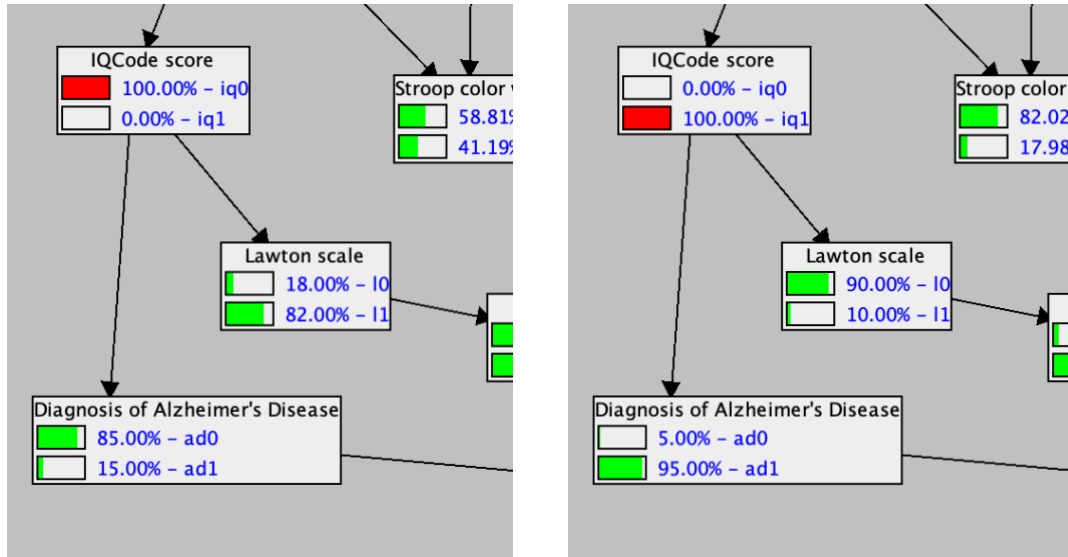 IQCode score
100.00% – iq0
0.00% – iq1
Stroop color
58.81%
41.19%
Lawton scale
18.00% – l0
82.00% – l1
Diagnosis of Alzheimer's Disease
85.00% – ad0
15.00% – ad1
IQCode score
0.00% – iq0
100.00% – iq1
Stroop color
82.02
17.98
Lawton scale
90.00% – l0
10.00% – l1
Diagnosis of Alzheimer's Disease
5.00% – ad0
95.00% – ad1